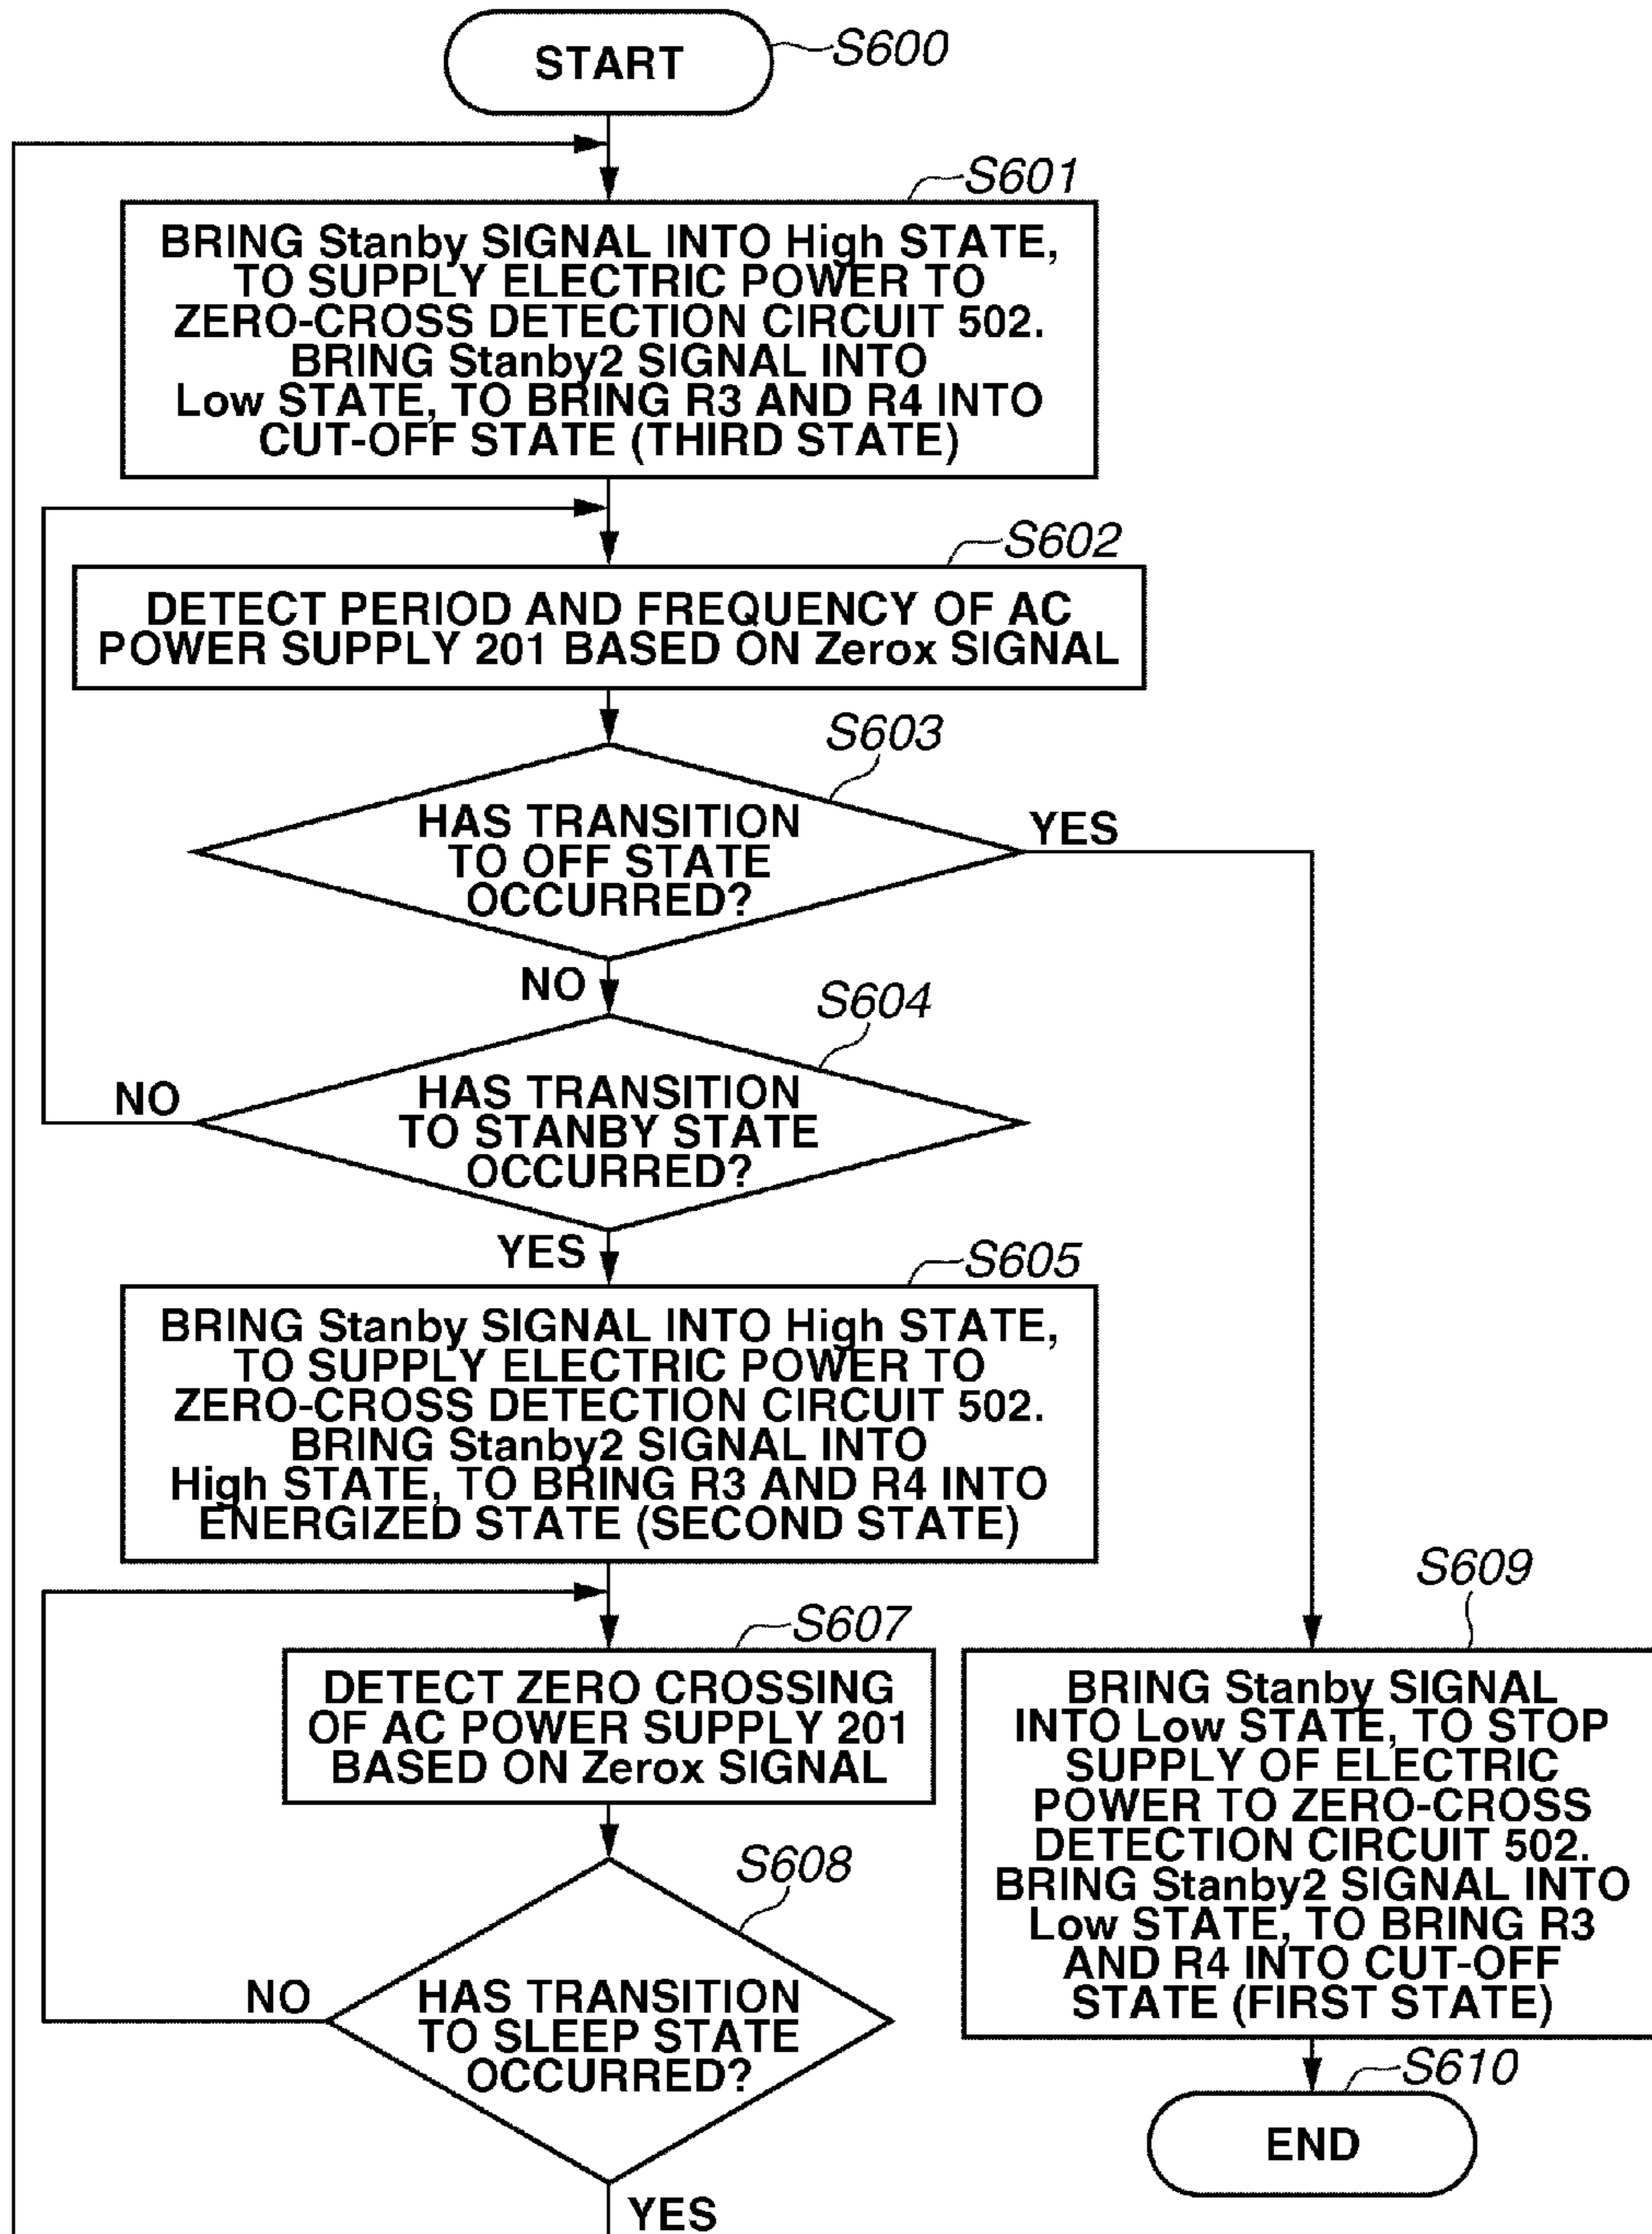 START
S600
S601
BRING Stanby SIGNAL INTO High STATE,
TO SUPPLY ELECTRIC POWER TO
ZERO-CROSS DETECTION CIRCUIT 502.
BRING Stanby2 SIGNAL INTO
Low STATE, TO BRING R3 AND R4 INTO
CUT-OFF STATE (THIRD STATE)
S602
DETECT PERIOD AND FREQUENCY OF AC
POWER SUPPLY 201 BASED ON Zerox SIGNAL
S603
HAS TRANSITION
TO OFF STATE
OCCURRED?
YES
NO
S604
HAS TRANSITION
TO STANBY STATE
OCCURRED?
NO
YES
S605
BRING Stanby SIGNAL INTO High STATE,
TO SUPPLY ELECTRIC POWER TO
ZERO-CROSS DETECTION CIRCUIT 502.
BRING Stanby2 SIGNAL INTO
High STATE, TO BRING R3 AND R4 INTO
ENERGIZED STATE (SECOND STATE)
S607
DETECT ZERO CROSSING
OF AC POWER SUPPLY 201
BASED ON Zerox SIGNAL
S608
HAS TRANSITION
TO SLEEP STATE
OCCURRED?
NO
YES
S609
BRING Stanby SIGNAL
INTO Low STATE, TO STOP
SUPPLY OF ELECTRIC
POWER TO ZERO-CROSS
DETECTION CIRCUIT 502.
BRING Stanby2 SIGNAL INTO
Low STATE, TO BRING R3
AND R4 INTO CUT-OFF
STATE (FIRST STATE)
S610
END